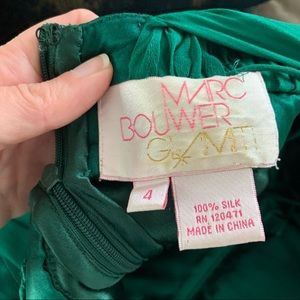 MARC
BOUWER
GLAMIT!
4
100% SILK
RN 120471
MADE IN CHINA